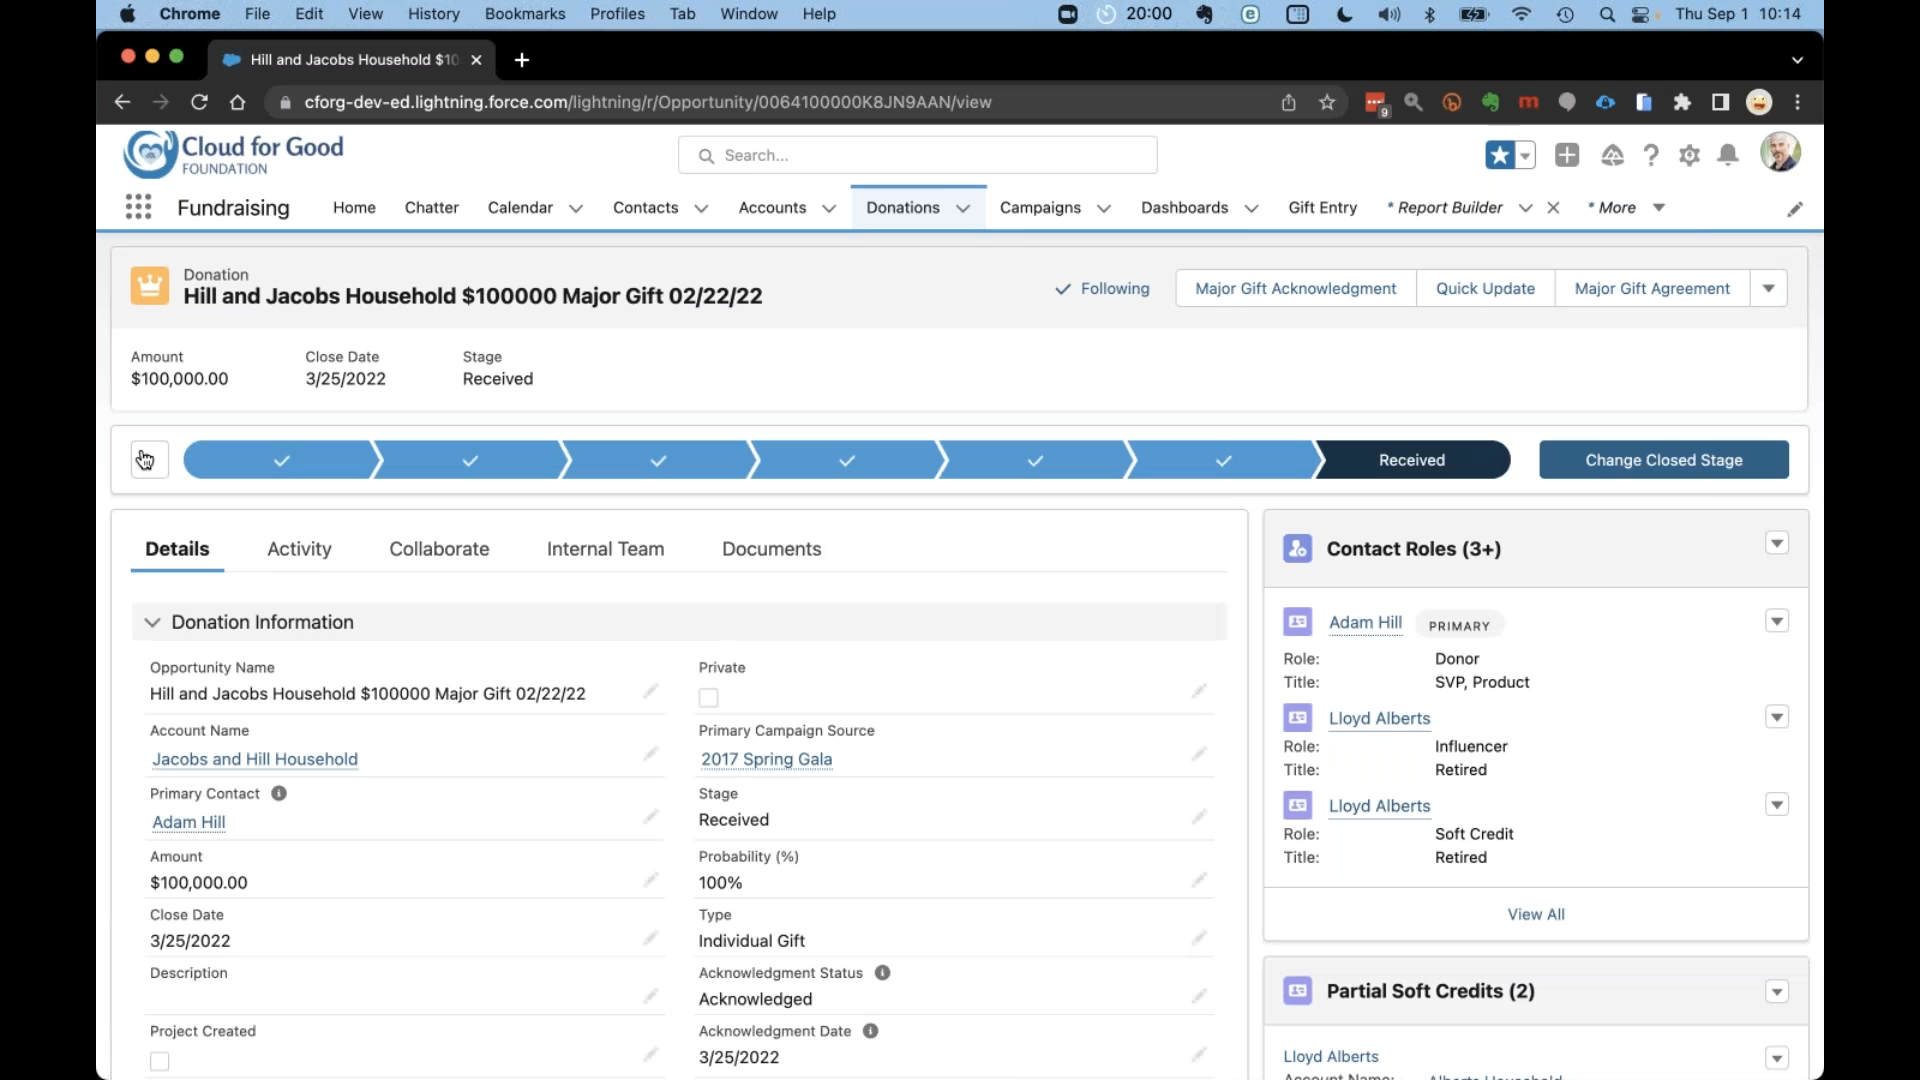 Chrome File Edit View History Bookmarks Profiles Tab Window Help 20:00 Thu Sep 1 10:14
Hill and Jacobs Household $10
cforg-dev-ed.lightning.force.com/lightning/r/Opportunity/0064100000K8JN9AAN/view
9
Cloud for Good
FOUNDATION
Search...
Fundraising Home Chatter Calendar Contacts Accounts Donations Campaigns Dashboards Gift Entry * Report Builder * More
Donation
Hill and Jacobs Household $100000 Major Gift 02/22/22
Following Major Gift Acknowledgment Quick Update Major Gift Agreement
Amount Close Date Stage
$100,000.00 3/25/2022 Received
Received Change Closed Stage
Details Activity Collaborate Internal Team Documents
Donation Information
Opportunity Name
Hill and Jacobs Household $100000 Major Gift 02/22/22
Account Name
Jacobs and Hill Household
Primary Contact
Adam Hill
Amount
$100,000.00
Close Date
3/25/2022
Description
Project Created
Private
Primary Campaign Source
2017 Spring Gala
Stage
Received
Probability (%)
100%
Type
Individual Gift
Acknowledgment Status
Acknowledged
Acknowledgment Date
3/25/2022
Contact Roles (3+)
Adam Hill PRIMARY
Role: Donor
Title: SVP, Product
Lloyd Alberts
Role: Influencer
Title: Retired
Lloyd Alberts
Role: Soft Credit
Title: Retired
View All
Partial Soft Credits (2)
Lloyd Alberts
Account Name: Alberts Household